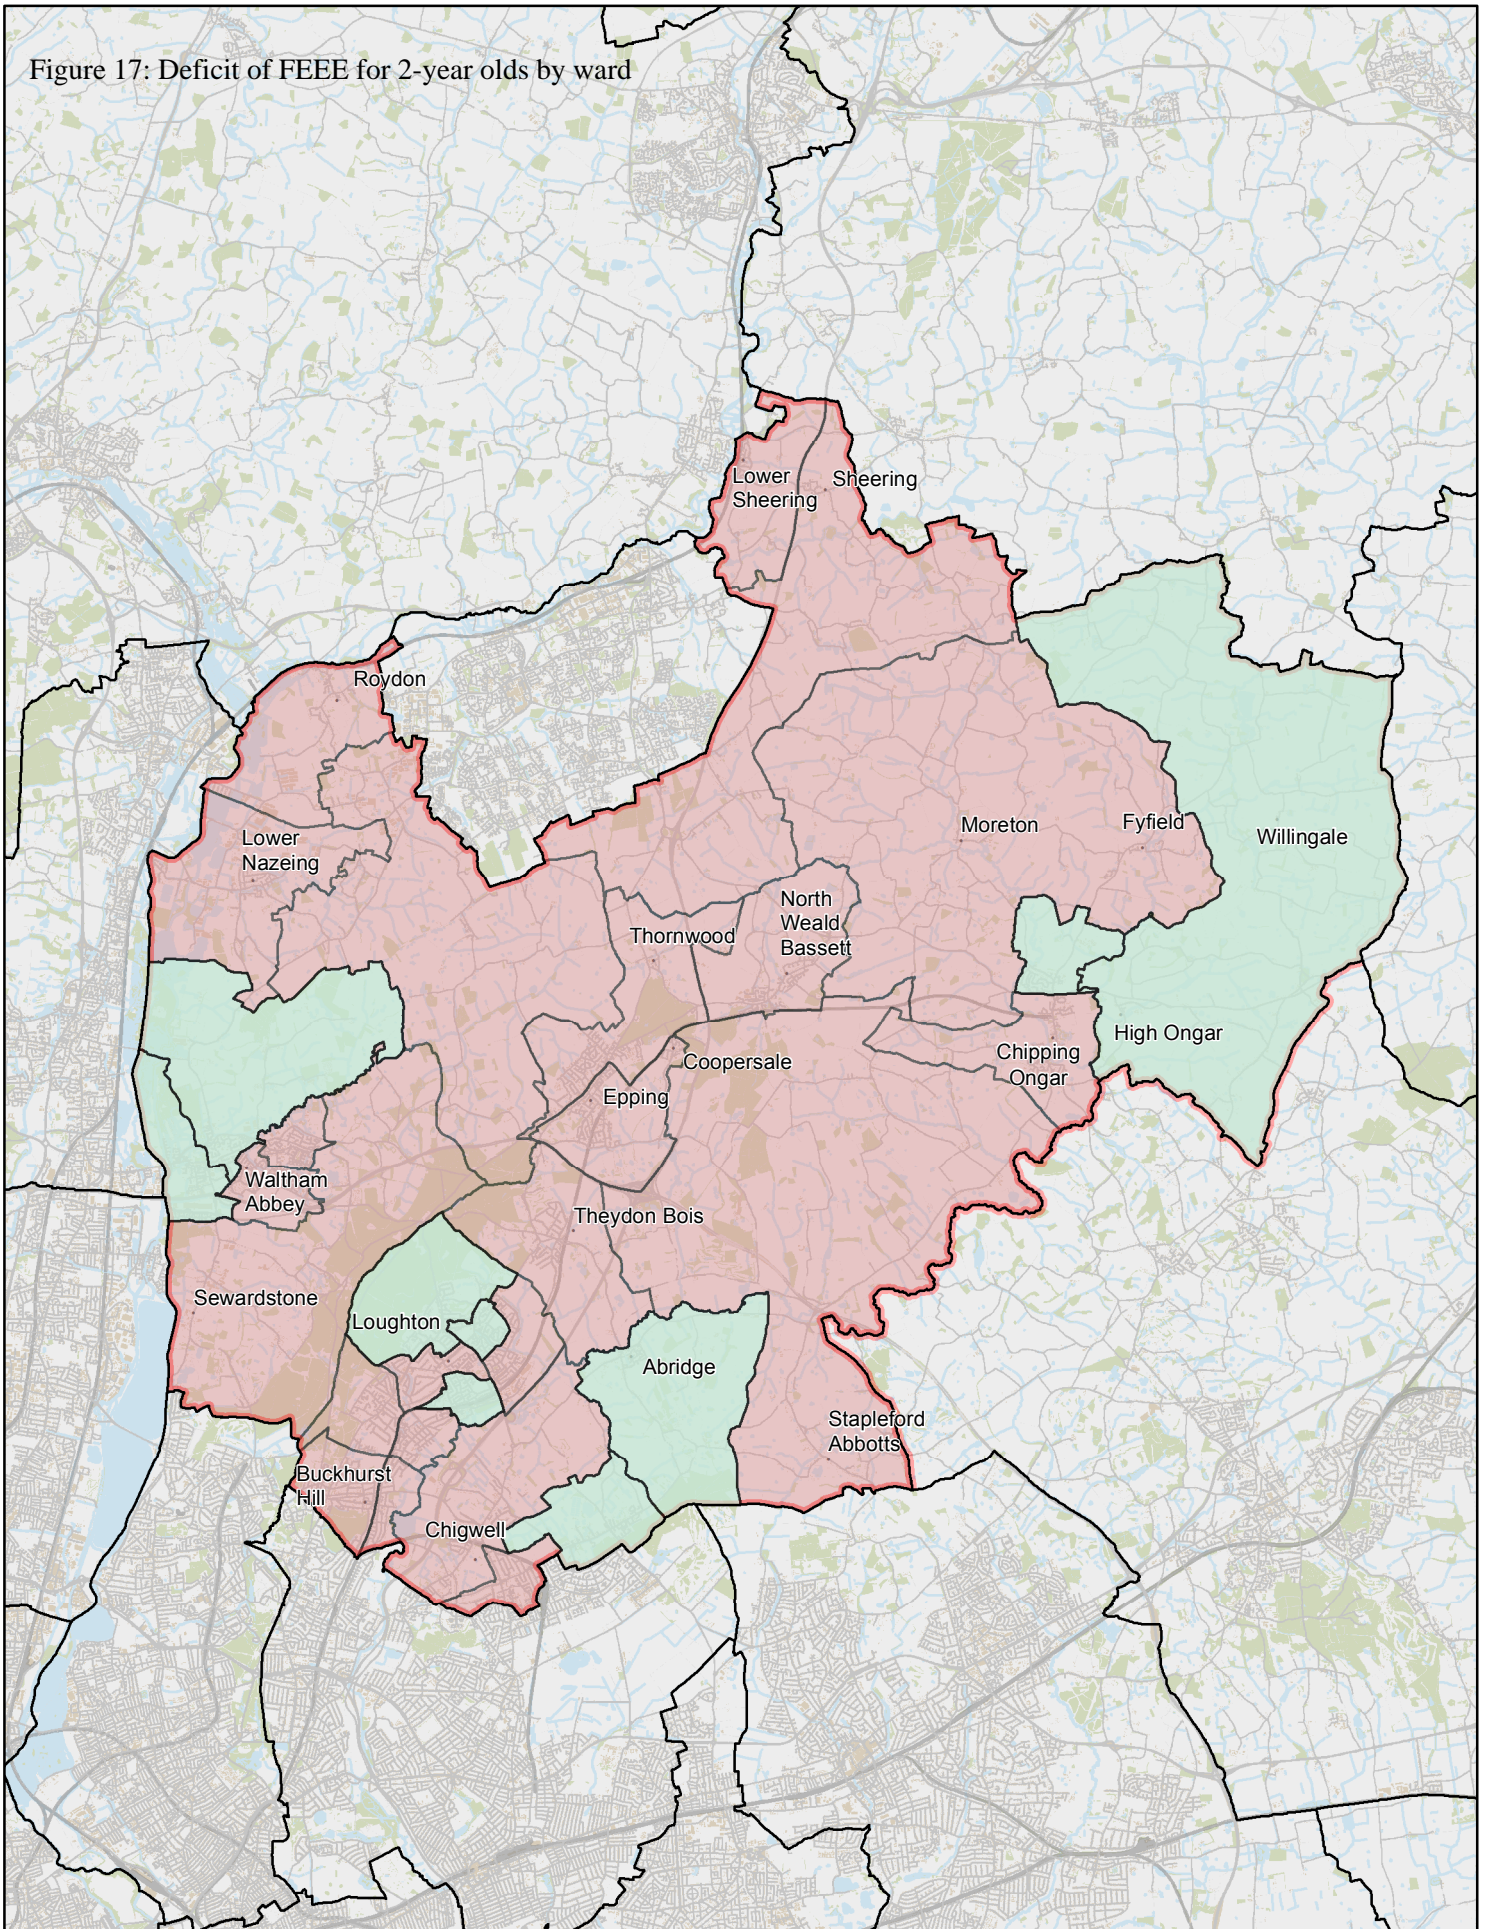 Figure 17: Deficit of FEEE for 2-year olds by ward
Lower
Sheering
Sheering
Roydon
Lower
Nazeing
Moreton
Fyfield
Willingale
North
Weald
Bassett
Thornwood
High Ongar
Chipping
Ongar
Coopersale
Epping
Waltham
Abbey
Theydon Bois
Sewardstone
Loughton
Abridge
Stapleford
Abbotts
Buckhurst
Hill
Chigwell